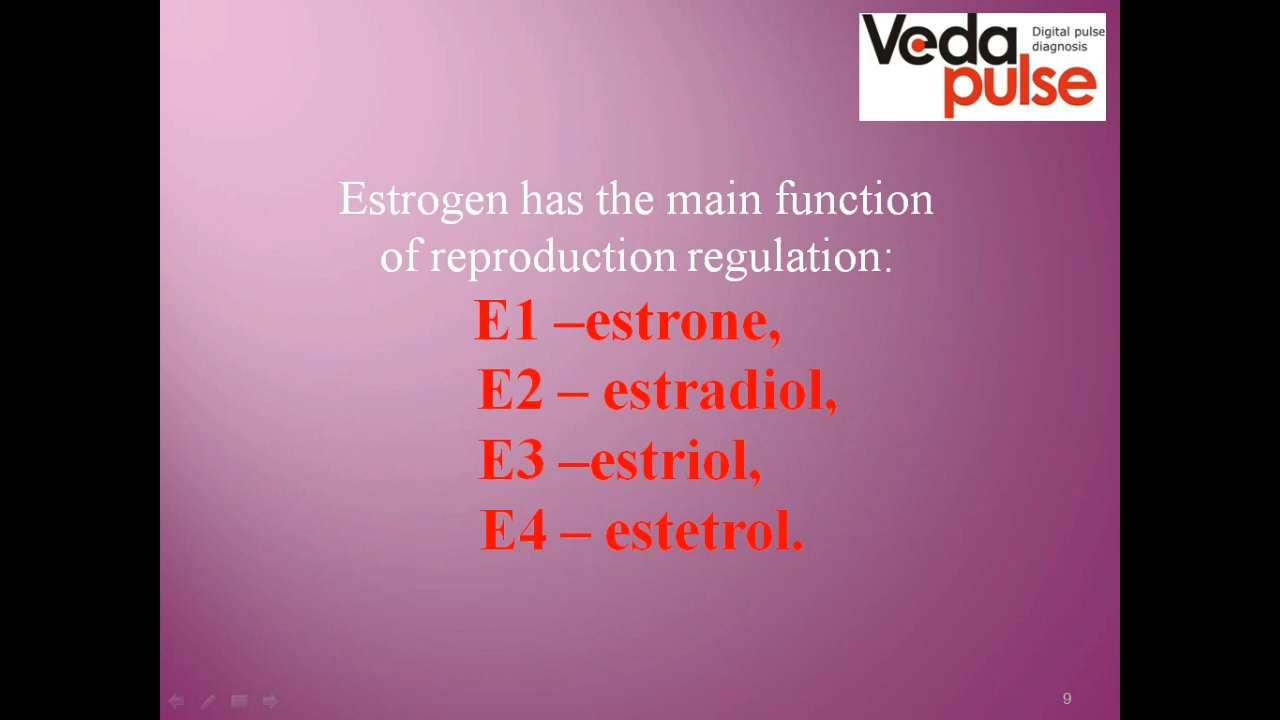 Veda
pulse
Digital pulse
diagnosis
Estrogen has the main function
of reproduction regulation:
E1 –estrone,
E2 – estradiol,
E3 –estriol,
E4 – estetrol.
9